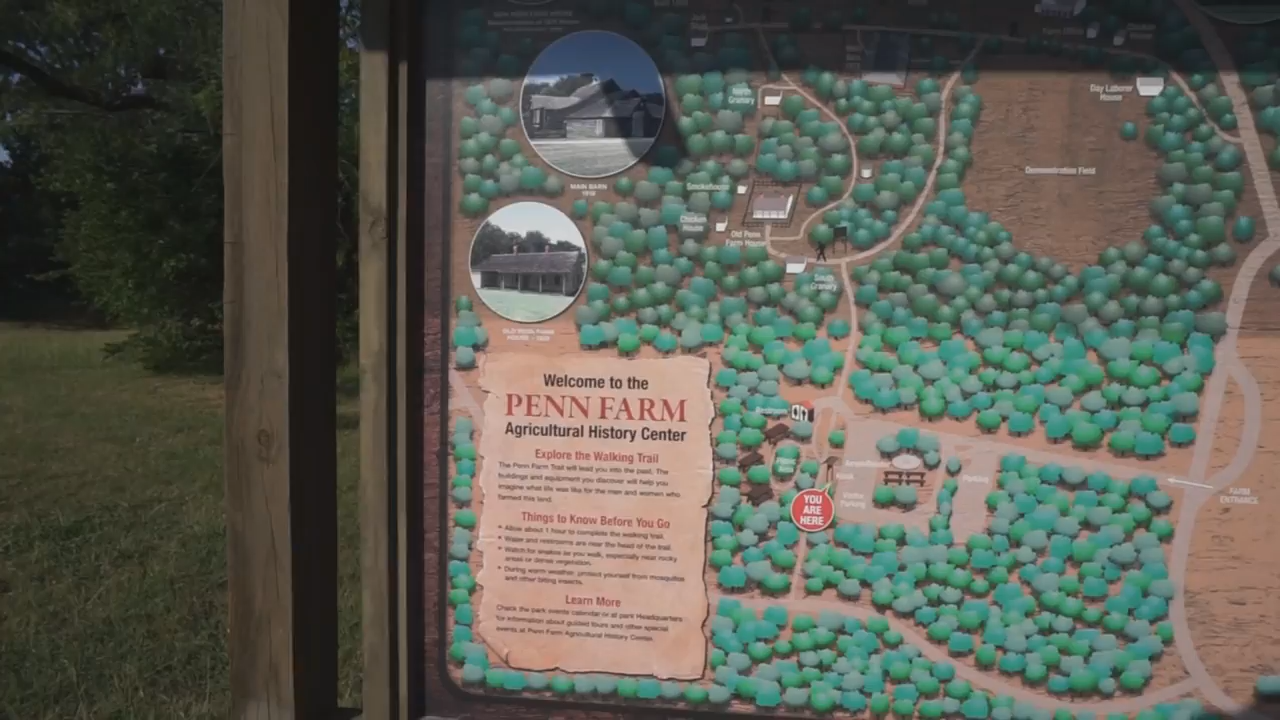 MAIN BARN
North Granary
Day Laborer
House
Demonstration Field
Smokehouse
Chicken
House
Old Penn
Farm House
Small
Granary
OLD PENN FARM
HOUSE - 1859
Welcome to the
PENN FARM
Agricultural History Center
Explore the Walking Trail
The Penn Farm Trail will lead you into the past. The
buildings and equipment you discover will help you
imagine what life was like for the men and women who
farmed this land.
Things to Know Before You Go
* Allow about 1 hour to complete the walking trail.
* Water and restrooms are near the head of the trail.
* Watch for snakes as you walk, especially near rocky
areas or dense vegetation.
* During warm weather, protect yourself from mosquitos
and other biting insects.
Learn More
Check the park events calendar or at park Headquarters
for information about guided tours and other special
events at Penn Farm Agricultural History Center.
Restrooms
Kiosk
Visitor
Parking
Parking
YOU
ARE
HERE
FARM
ENTRANCE